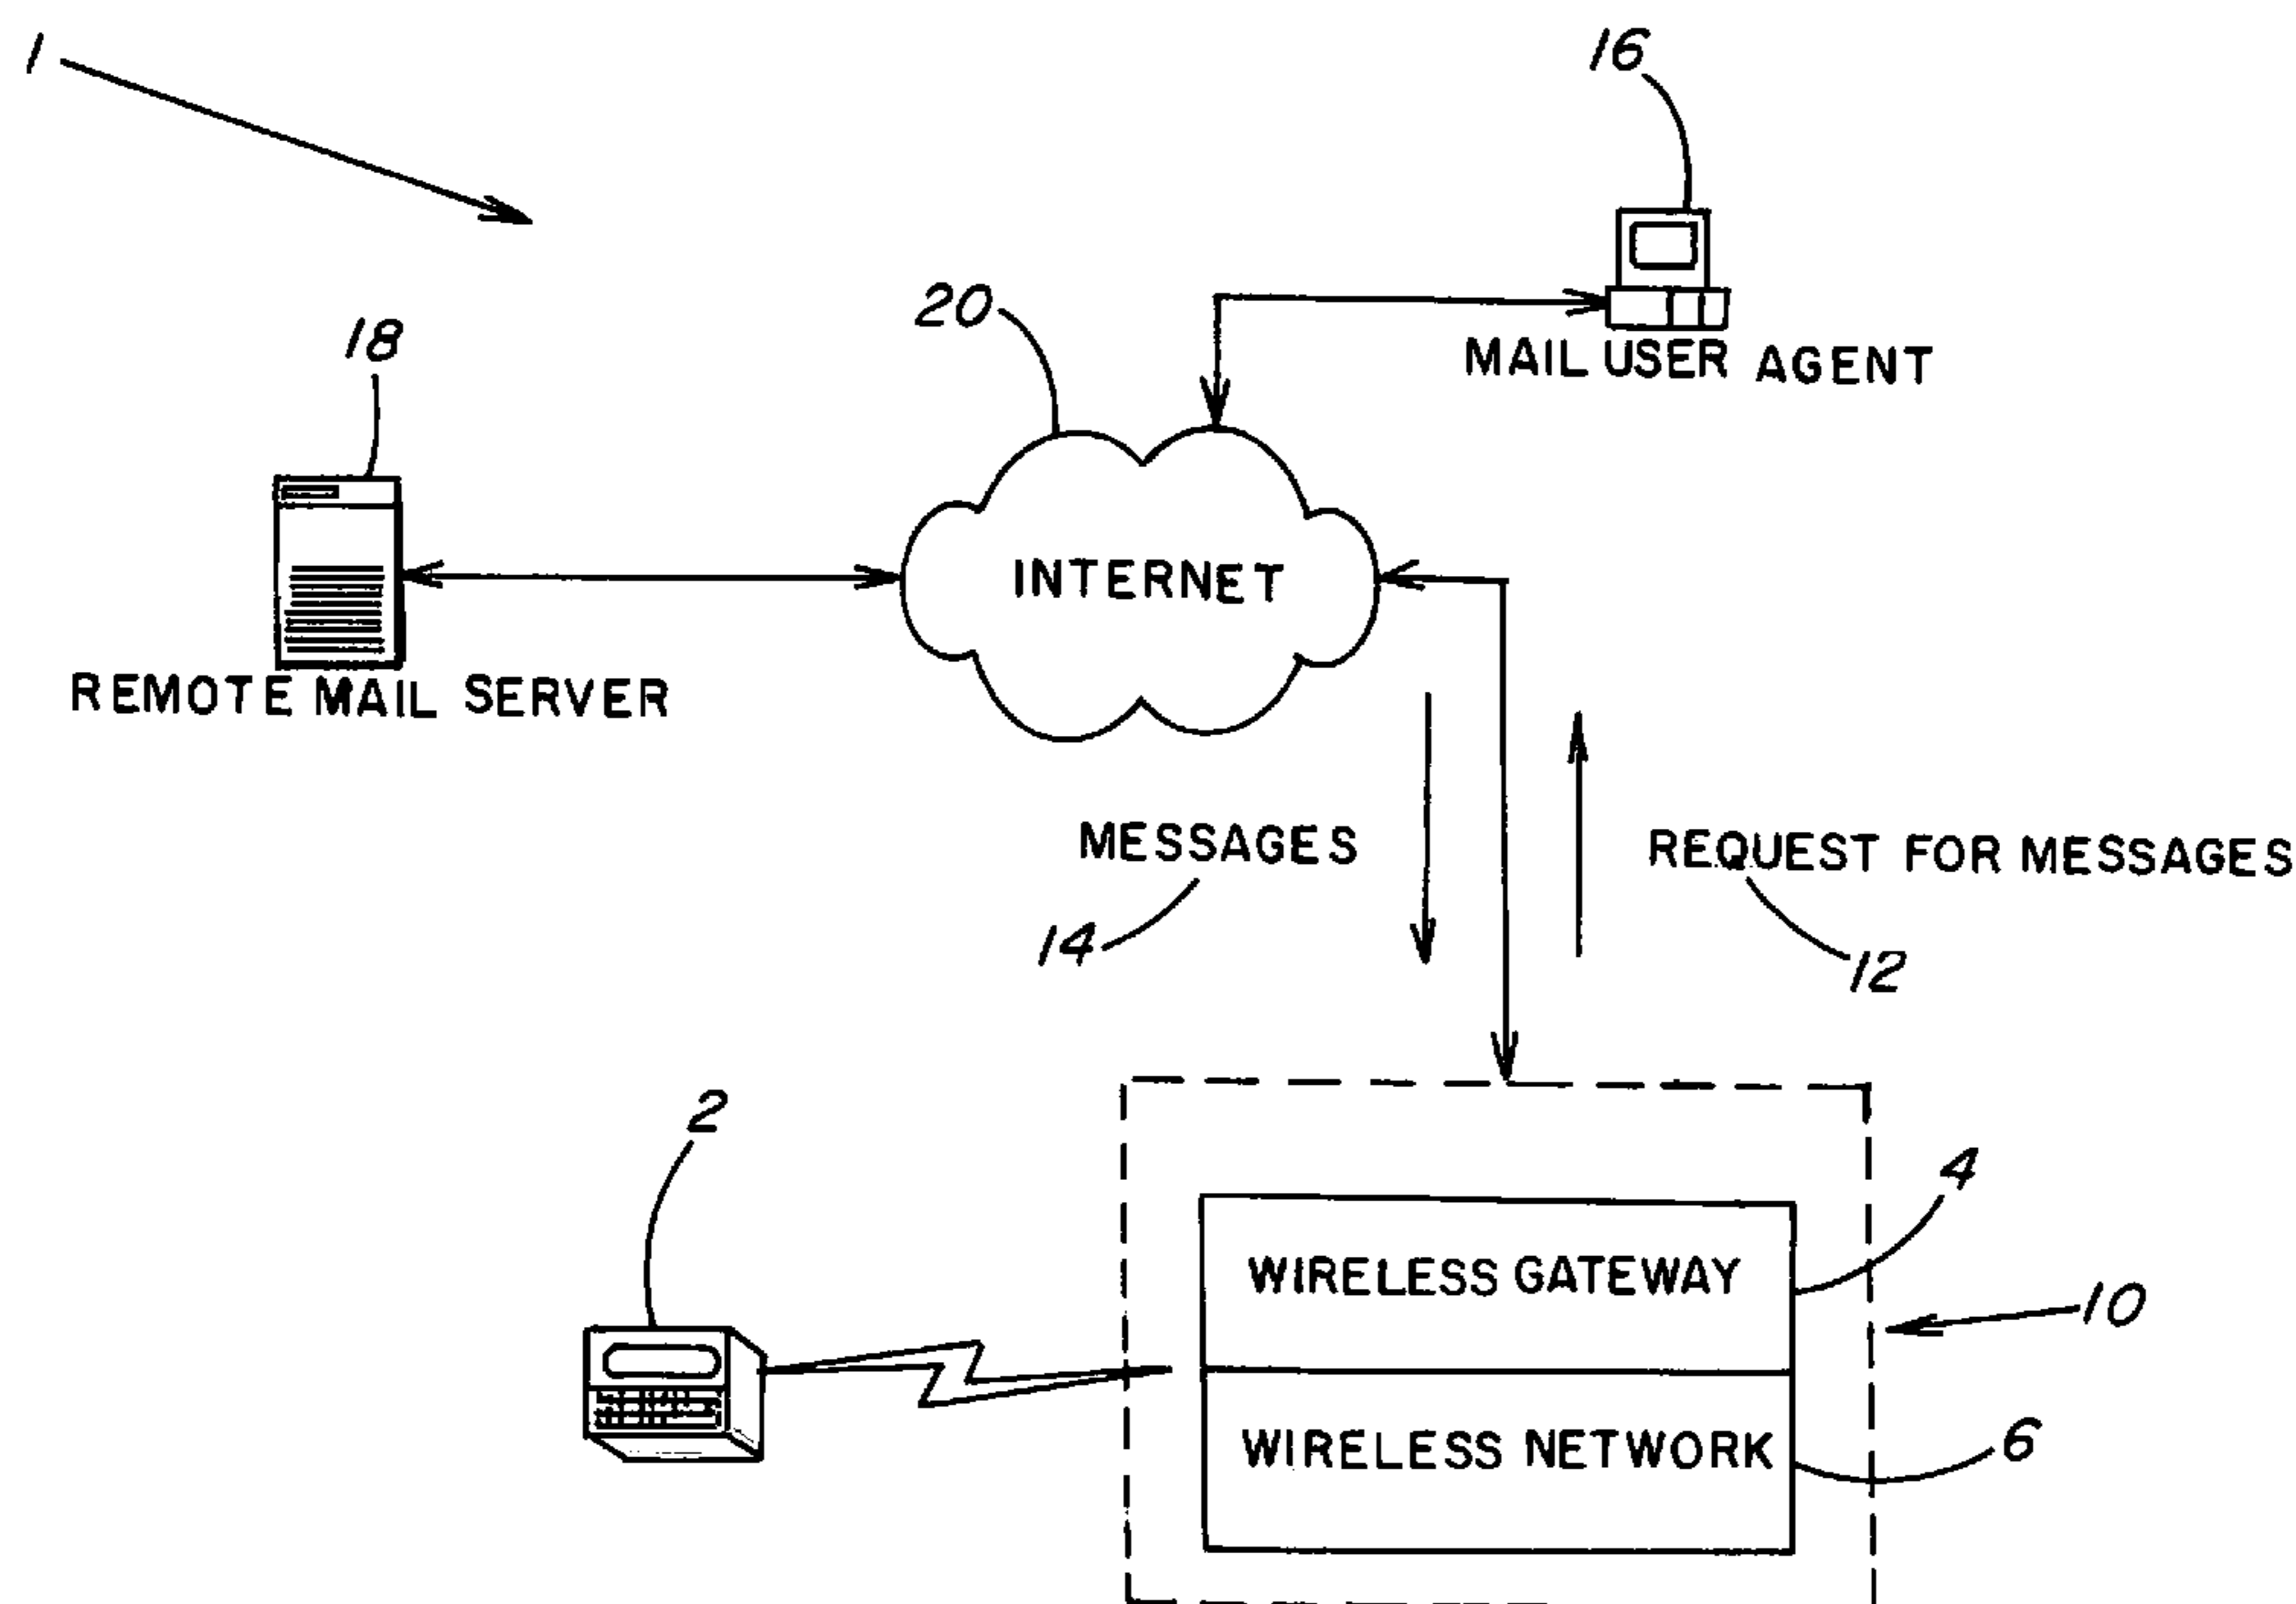 1
16
20
18
MAIL USER AGENT
INTERNET
REMOTE MAIL SERVER
MESSAGES
REQUEST FOR MESSAGES
14
12
2
4
WIRELESS GATEWAY
10
WIRELESS NETWORK
6